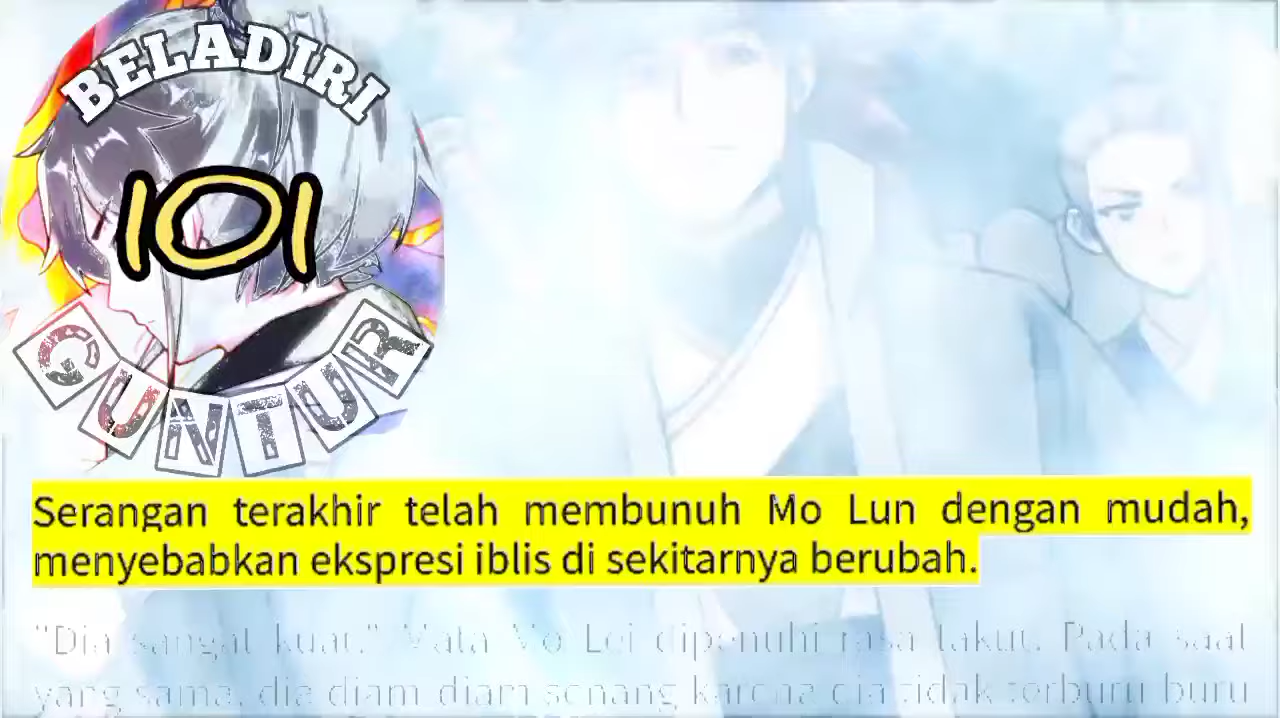 BELADIRI
101
GUNTUR
Serangan terakhir telah membunuh Mo Lun dengan mudah,
menyebabkan ekspresi iblis di sekitarnya berubah.
"Dia sangat kuat." Mata Mo Lei dipenuhi rasa takut. Pada saat
yang sama, dia diam diam senang karena dia tidak terburu buru